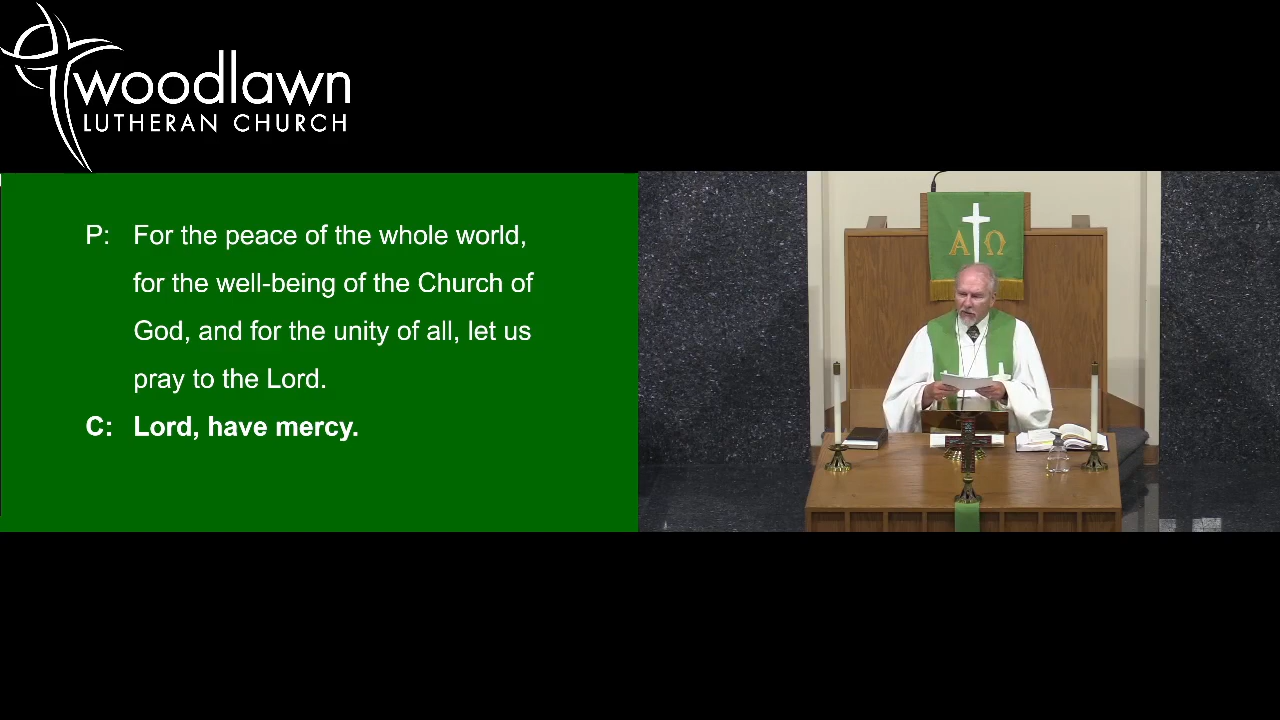 woodlawn
LUTHERAN CHURCH
P: For the peace of the whole world,
for the well-being of the Church of
God, and for the unity of all, let us
pray to the Lord.
C: Lord, have mercy.
Α Ω